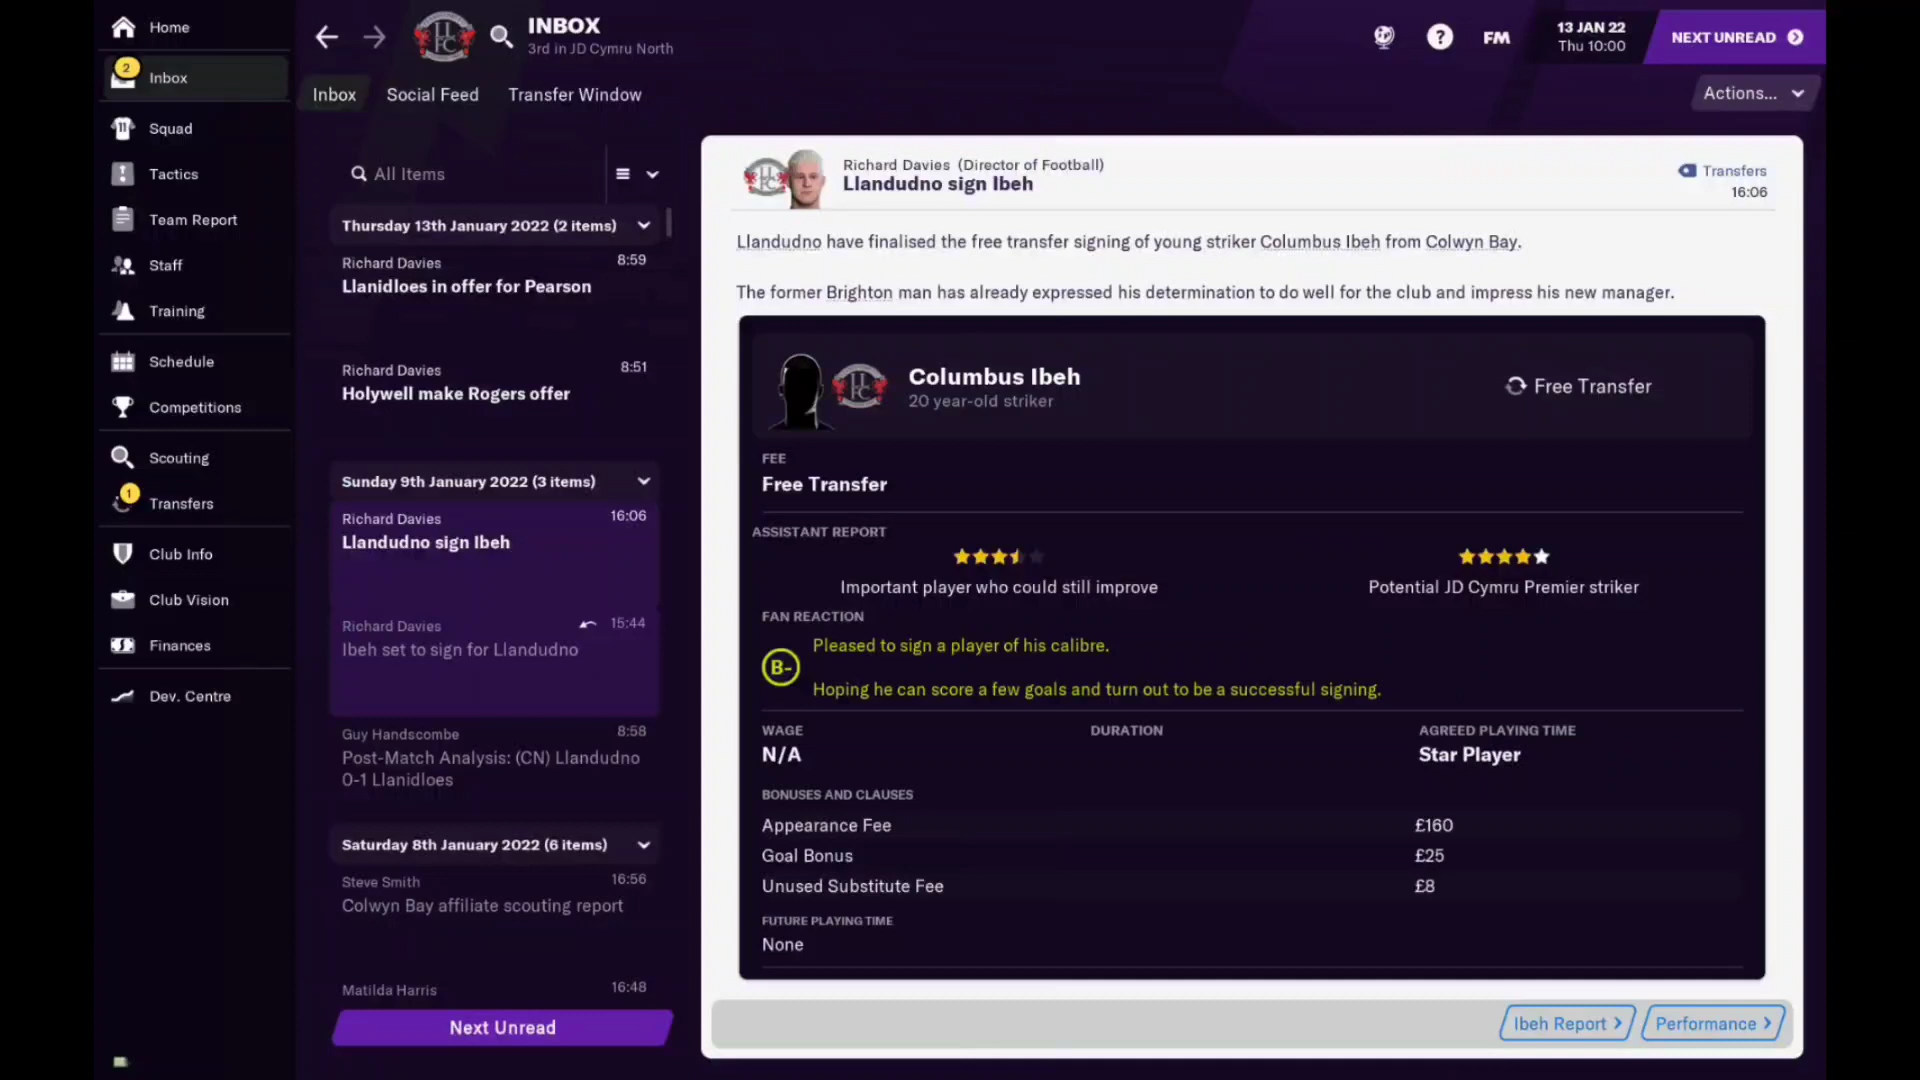 Home
2
Inbox
Squad
Tactics
Team Report
Staff
Training
Schedule
Competitions
Scouting
1
Transfers
Club Info
Club Vision
Finances
Dev. Centre
INBOX
3rd in JD Cymru North
FM
13 JAN 22
Thu 10:00
NEXT UNREAD
Inbox
Social Feed
Transfer Window
Actions...
All Items
Thursday 13th January 2022 (2 items)
Richard Davies 8:59
Llanidloes in offer for Pearson
Richard Davies 8:51
Holywell make Rogers offer
Sunday 9th January 2022 (3 items)
Richard Davies 16:06
Llandudno sign Ibeh
Richard Davies 15:44
Ibeh set to sign for Llandudno
Guy Handscombe 8:58
Post-Match Analysis: (CN) Llandudno
0-1 Llanidloes
Saturday 8th January 2022 (6 items)
Steve Smith 16:56
Colwyn Bay affiliate scouting report
Matilda Harris 16:48
Next Unread
Richard Davies (Director of Football)
Llandudno sign Ibeh
Transfers
16:06
Llandudno have finalised the free transfer signing of young striker Columbus Ibeh from Colwyn Bay.
The former Brighton man has already expressed his determination to do well for the club and impress his new manager.
Columbus Ibeh
20 year-old striker
Free Transfer
FEE
Free Transfer
ASSISTANT REPORT
Important player who could still improve
Potential JD Cymru Premier striker
FAN REACTION
B-
Pleased to sign a player of his calibre.
Hoping he can score a few goals and turn out to be a successful signing.
WAGE DURATION AGREED PLAYING TIME
N/A Star Player
BONUSES AND CLAUSES
Appearance Fee £160
Goal Bonus £25
Unused Substitute Fee £8
FUTURE PLAYING TIME
None
Ibeh Report
Performance